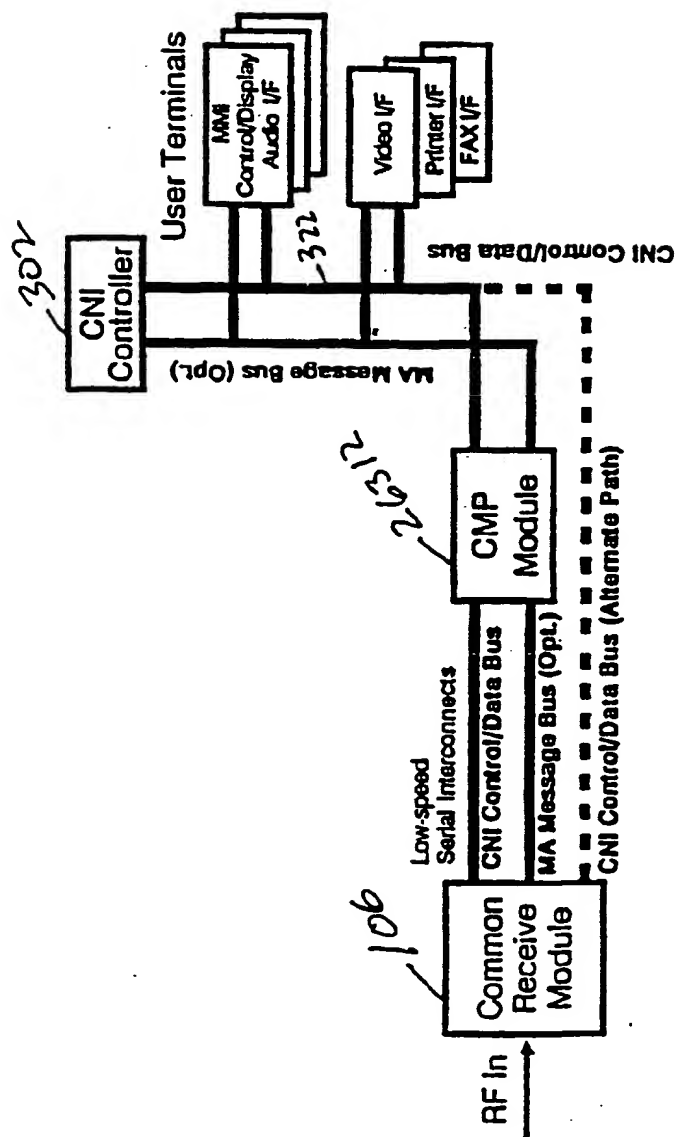 302
CNI
Controller
User Terminals
MMI
Control/Display
Audio I/F
Video I/F
Printer I/F
FAX I/F
322
MA Message Bus (Opt.)
CNI Control/Data Bus
26312
CMP
Module
Low-speed
Serial Interconnects
CNI Control/Data Bus
MA Message Bus (Opt.)
CNI Control/Data Bus (Alternate Path)
106
Common
Receive
Module
RF In